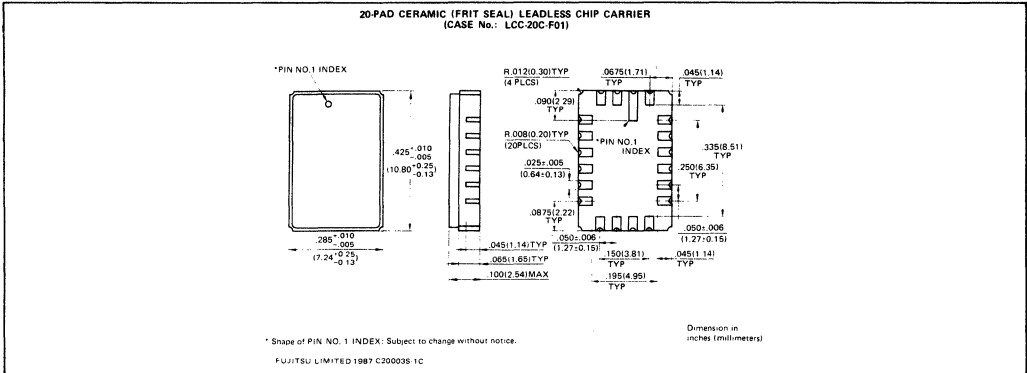 20-PAD CERAMIC (FRIT SEAL) LEADLESS CHIP CARRIER
(CASE No.: LCC-20C-F01)
*PIN NO.1 INDEX
R.012(0.30)TYP
(4 PLCS)
.0675(1.71)
TYP
.045(1.14)
TYP
.090(2.29)
TYP
R.008(0.20)TYP
(20PLCS)
*PIN NO.1
INDEX
.335(8.51)
TYP
.250(6.35)
TYP
.025±.005
(0.64±0.13)
.425 +.010 -.005
(10.80 +0.25 -0.13)
.0875(2.22)
TYP
.285 +.010 -.005
(7.24 +0.25 -0.13)
.045(1.14)TYP
.065(1.65)TYP
.100(2.54)MAX
.050±.006
(1.27±0.15)
.050±.006
(1.27±0.15)
.150(3.81)
TYP
.045(1.14)
TYP
.195(4.95)
TYP
* Shape of PIN NO. 1 INDEX: Subject to change without notice.
Dimension in
inches (millimeters)
FUJITSU LIMITED 1987 C20003S-1C